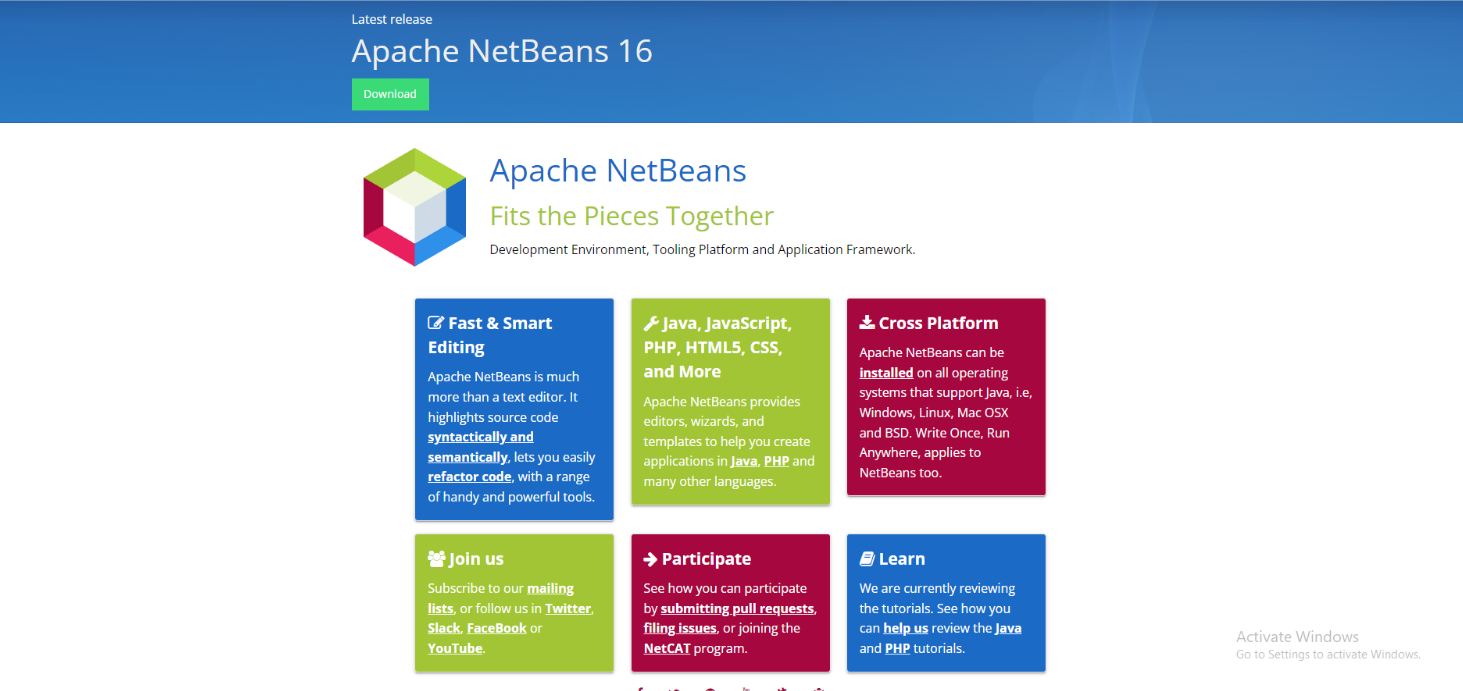 Latest release
Apache NetBeans 16
Download
Apache NetBeans
Fits the Pieces Together
Development Environment, Tooling Platform and Application Framework.
Fast & Smart
Editing
Apache NetBeans is much
more than a text editor. It
highlights source code
syntactically and
semantically, lets you easily
refactor code, with a range
of handy and powerful tools.
Java, JavaScript,
PHP, HTML5, CSS,
and More
Apache NetBeans provides
editors, wizards, and
templates to help you create
applications in Java, PHP and
many other languages.
Cross Platform
Apache NetBeans can be
installed on all operating
systems that support Java, i.e,
Windows, Linux, Mac OSX
and BSD. Write Once, Run
Anywhere, applies to
NetBeans too.
Join us
Subscribe to our mailing
lists, or follow us in Twitter,
Slack, FaceBook or
YouTube.
Participate
See how you can participate
by submitting pull requests,
filing issues, or joining the
NetCAT program.
Learn
We are currently reviewing
the tutorials. See how you
can help us review the Java
and PHP tutorials.
Activate Windows
Go to Settings to activate Windows.